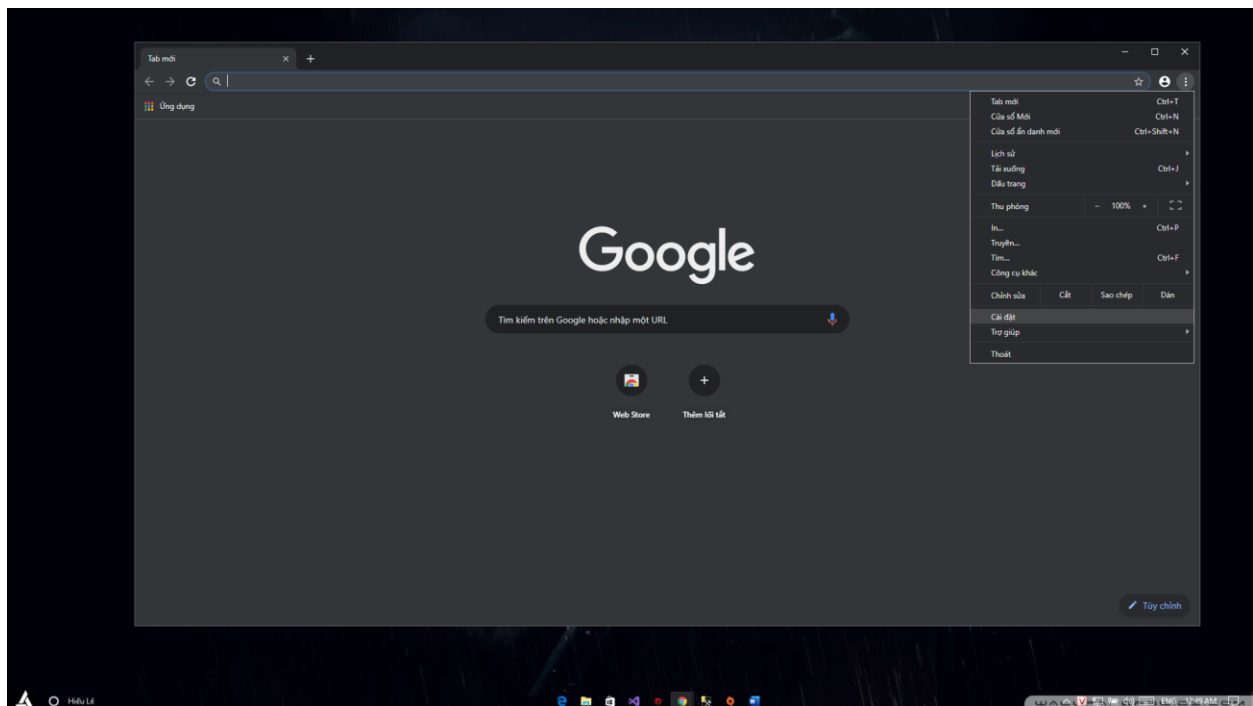 Tab mới
Ứng dụng
Tab mới Ctrl+T
Cửa sổ Mới Ctrl+N
Cửa sổ ẩn danh mới Ctrl+Shift+N
Lịch sử
Tải xuống Ctrl+J
Dấu trang
Thu phóng − 100% +
In... Ctrl+P
Truyền...
Tìm... Ctrl+F
Công cụ khác
Chỉnh sửa Cắt Sao chép Dán
Cài đặt
Trợ giúp
Thoát
Google
Tìm kiếm trên Google hoặc nhập một URL
Web Store Thêm lối tắt
Tùy chỉnh
Hiếu Lê
ENG 12:49 AM